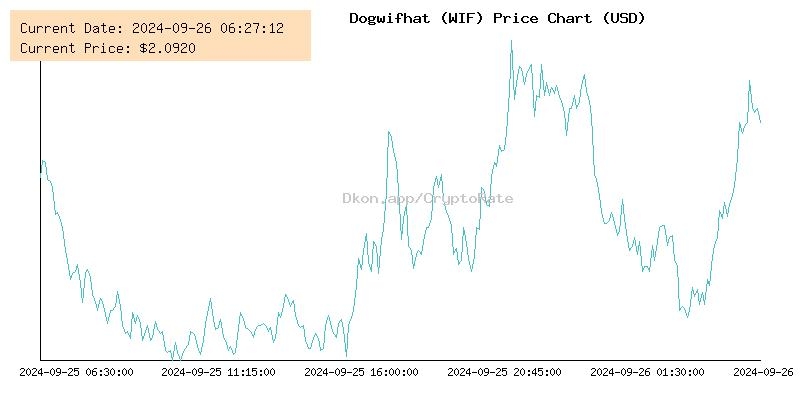 Dogwifhat (WIF) Price Chart (USD)
Current Date: 2024-09-26 06:27:12
Current Price: $2.0920
Dkon.app/CryptoRate
2024-09-25 06:30:00
2024-09-25 11:15:00
2024-09-25 16:00:00
2024-09-25 20:45:00
2024-09-26 01:30:00
2024-09-26